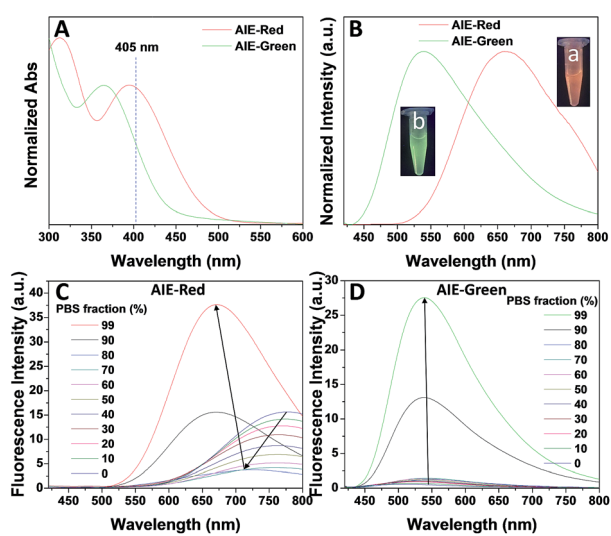 A
AIE-Red
AIE-Green
405 nm
Normalized Abs
300 350 400 450 500 550 600
Wavelength (nm)
B
AIE-Red
AIE-Green
a
b
Normalized Intensity (a.u.)
450 500 550 600 650 700 750 800
Wavelength (nm)
C
AIE-Red
PBS fraction (%)
99
90
80
70
60
50
40
30
20
10
0
Fluorescence Intensity (a.u.)
40
35
30
25
20
15
10
5
0
450 500 550 600 650 700 750 800
Wavelength (nm)
D
AIE-Green
PBS fraction (%)
99
90
80
70
60
50
40
30
20
10
0
Fluorescence Intensity (a.u.)
30
25
20
15
10
5
0
450 500 550 600 650 700 750 800
Wavelength (nm)